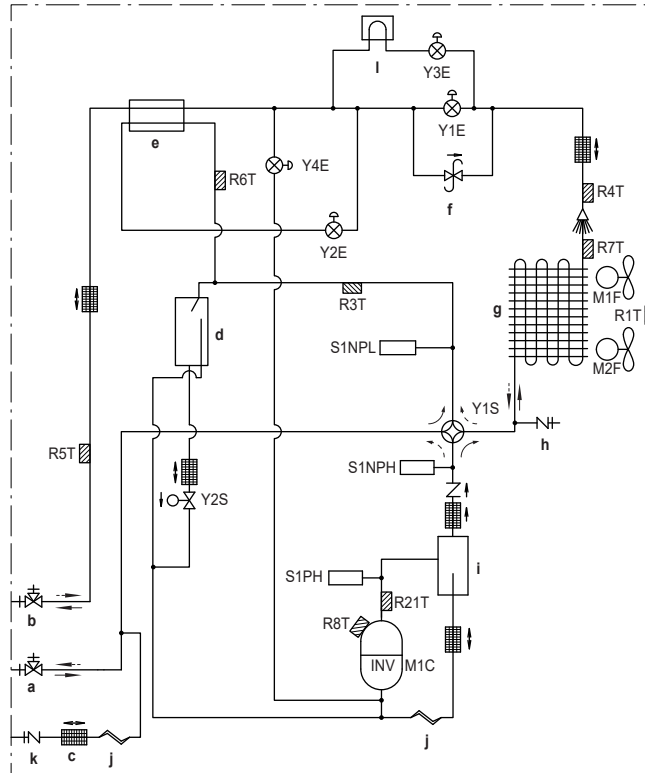 l
Y3E
Y1E
e
R6T
Y4E
f
R4T
Y2E
R7T
M1F
R3T
g
R1T
d
S1NPL
M2F
Y1S
h
R5T
S1NPH
Y2S
S1PH
i
R21T
b
R8T
INV
M1C
a
j
k
c
j